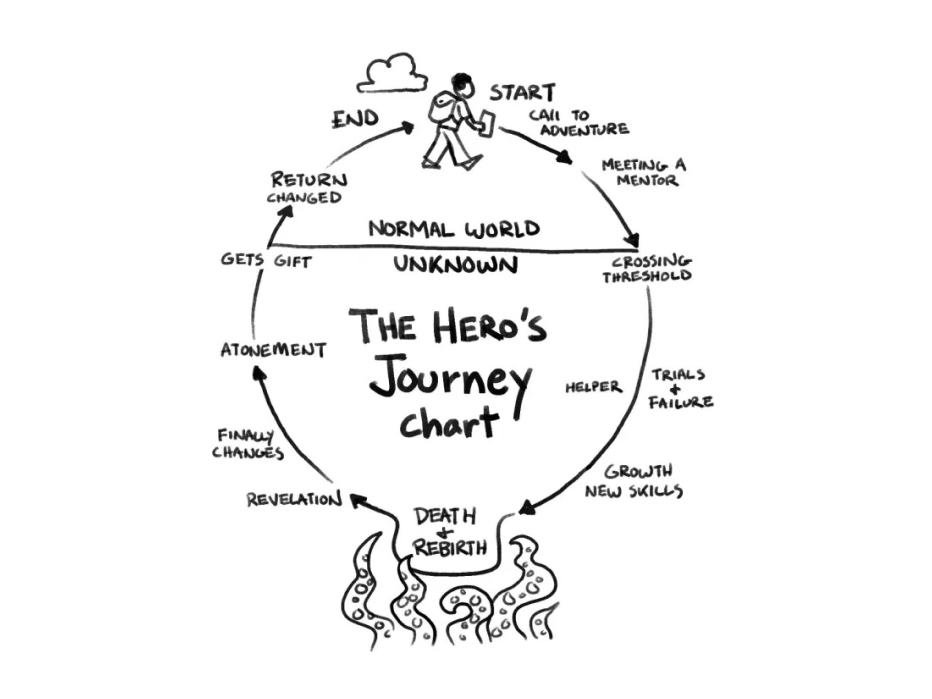 START
CALL TO
ADVENTURE
MEETING A
MENTOR
END
RETURN
CHANGED
NORMAL WORLD
UNKNOWN
GETS GIFT
CROSSING
THRESHOLD
THE HERO'S
JOURNEY
CHART
ATONEMENT
HELPER
TRIALS
+
FAILURE
FINALLY
CHANGES
GROWTH
NEW SKILLS
REVELATION
DEATH
+
REBIRTH